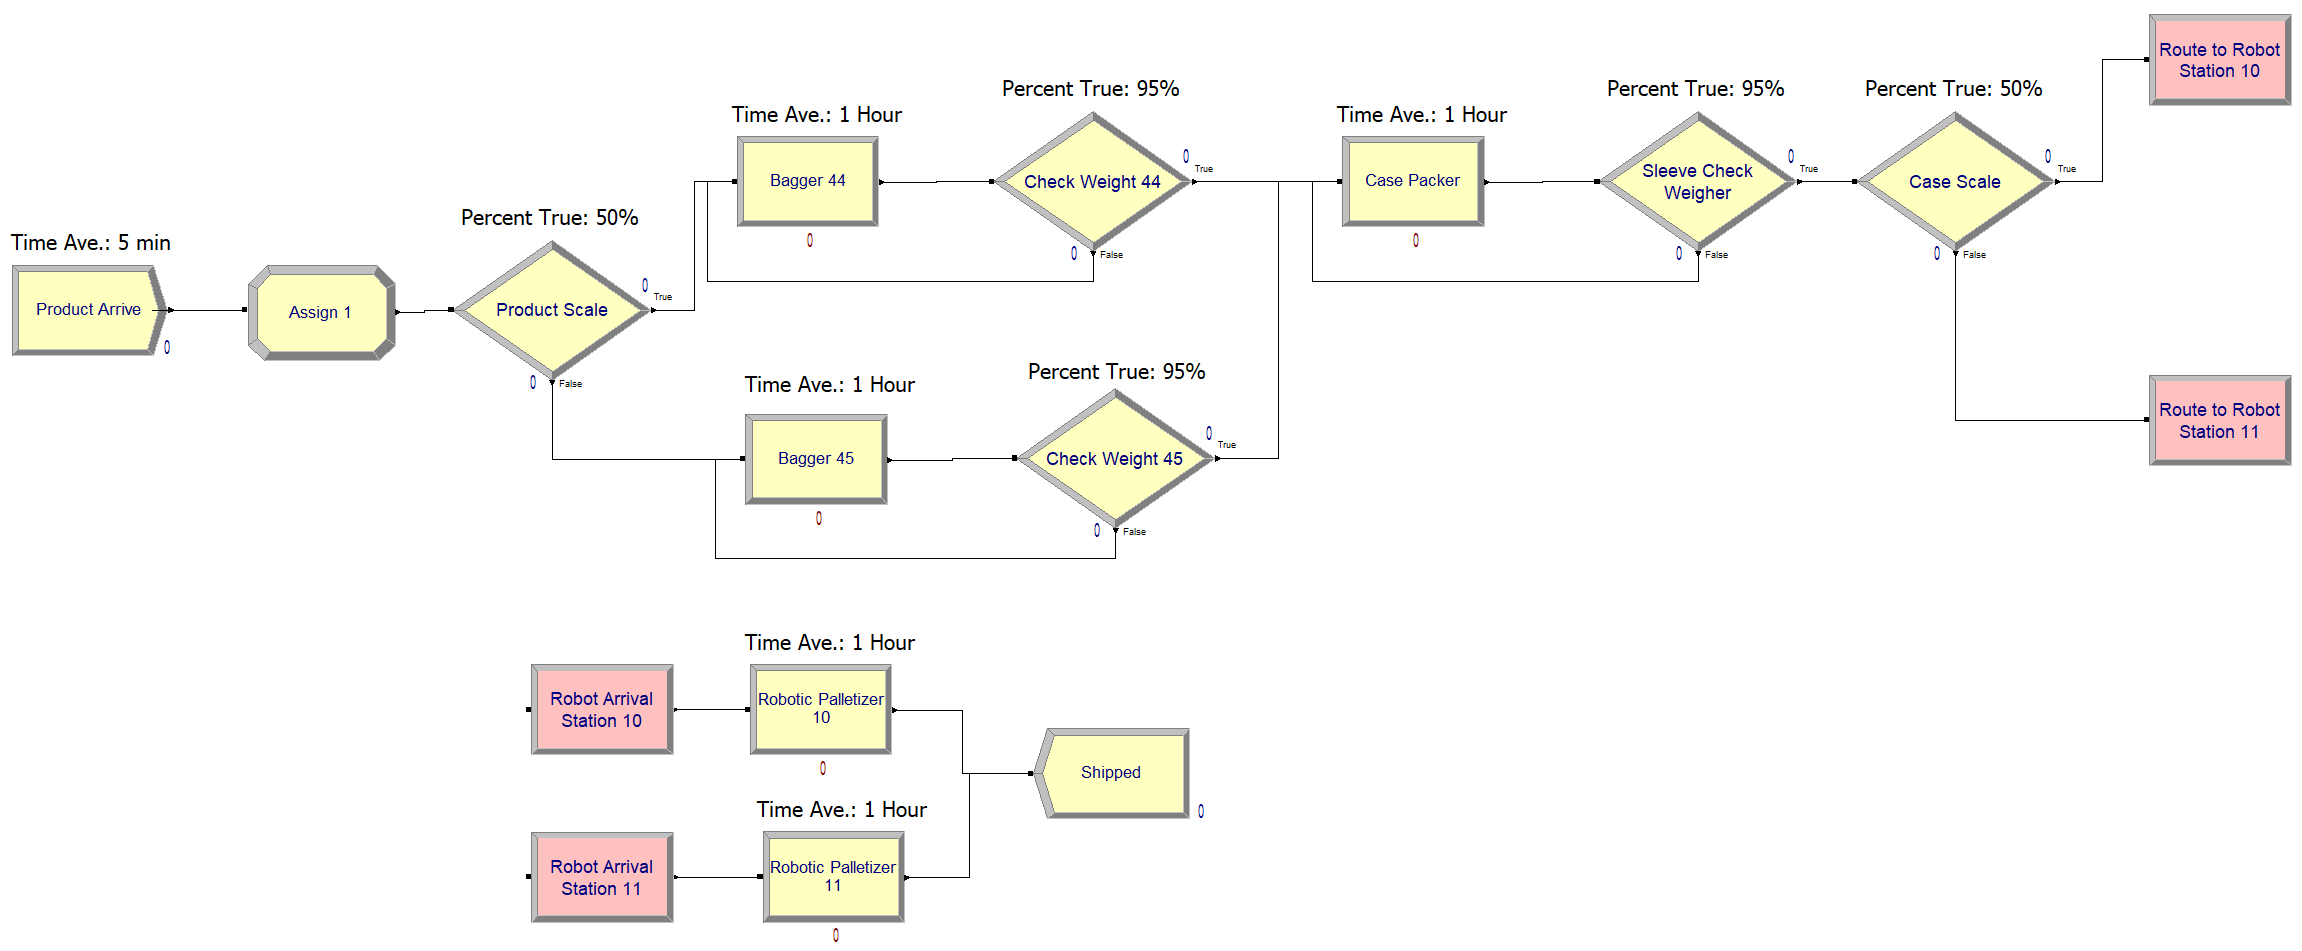 Time Ave.: 5 min
Product Arrive
0
Assign 1
Percent True: 50%
Product Scale
0
True
0
False
Time Ave.: 1 Hour
Bagger 44
0
Percent True: 95%
Check Weight 44
0
True
0
False
Time Ave.: 1 Hour
Bagger 45
0
Percent True: 95%
Check Weight 45
0
True
0
False
Time Ave.: 1 Hour
Case Packer
0
Percent True: 95%
Sleeve Check
Weigher
0
True
0
False
Percent True: 50%
Case Scale
0
True
0
False
Route to Robot
Station 10
Route to Robot
Station 11
Robot Arrival
Station 10
Time Ave.: 1 Hour
Robotic Palletizer
10
0
Robot Arrival
Station 11
Time Ave.: 1 Hour
Robotic Palletizer
11
0
Shipped
0